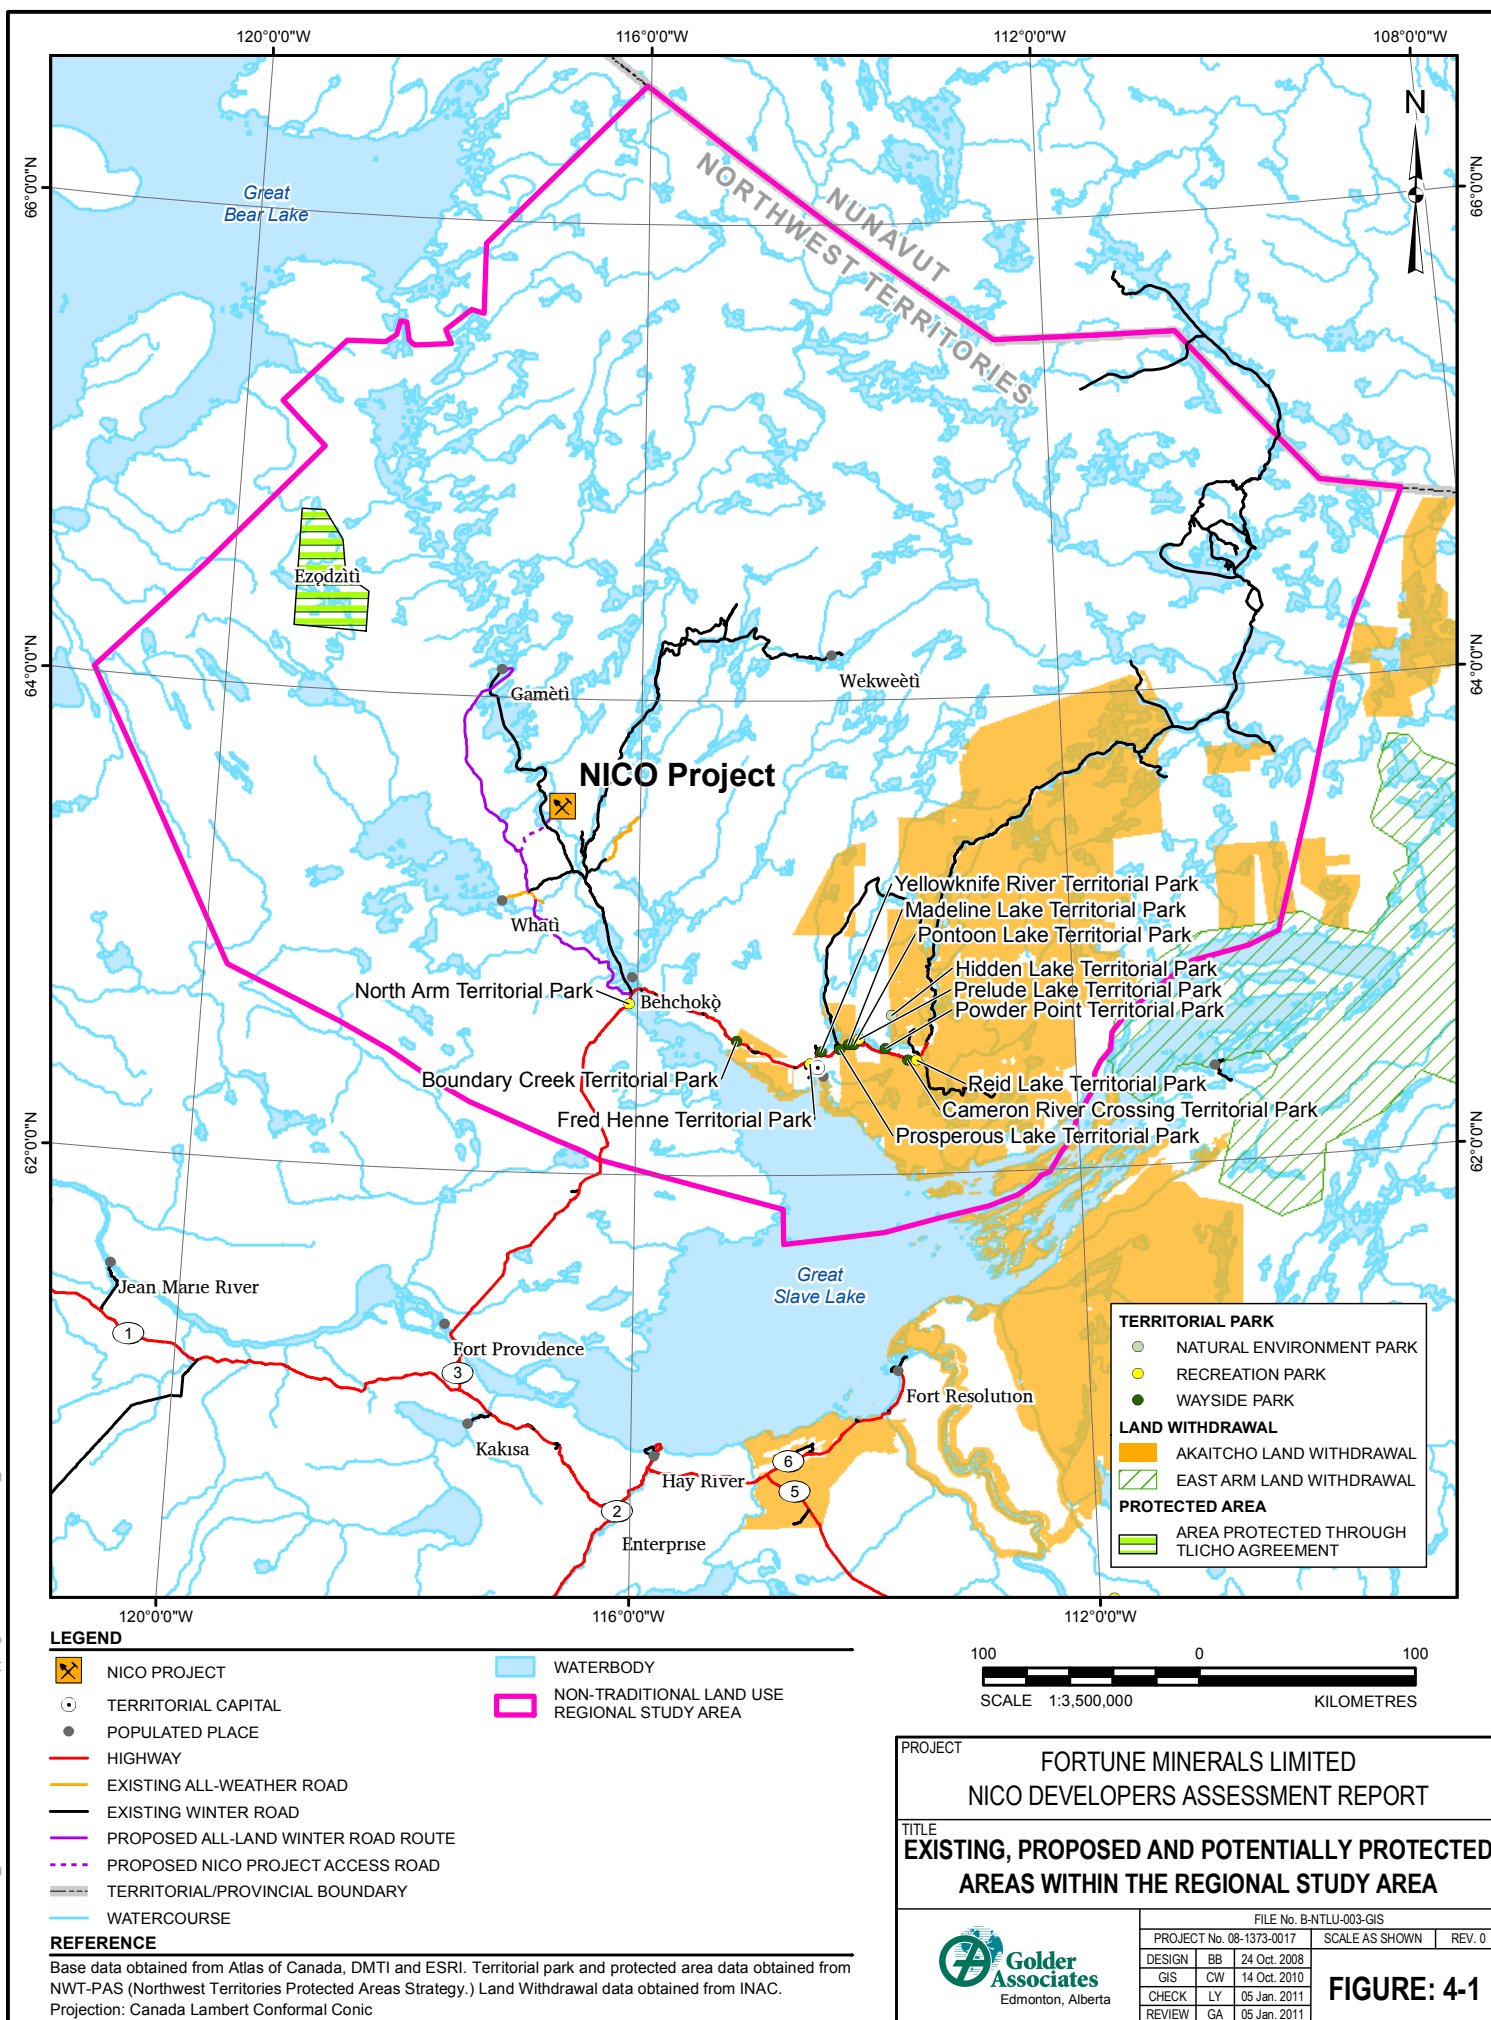 120°0'0"W
116°0'0"W
112°0'0"W
108°0'0"W
N
66°0'0"N
66°0'0"N
Great
Bear Lake
NUNAVUT
NORTHWEST TERRITORIES
Ezǫdzìtì
64°0'0"N
64°0'0"N
Gamètì
Wekweètì
NICO Project
Yellowknife River Territorial Park
Madeline Lake Territorial Park
Pontoon Lake Territorial Park
Whatì
Hidden Lake Territorial Park
Prelude Lake Territorial Park
North Arm Territorial Park
Behchokǫ̀
Powder Point Territorial Park
Boundary Creek Territorial Park
Reid Lake Territorial Park
Fred Henne Territorial Park
Cameron River Crossing Territorial Park
Prosperous Lake Territorial Park
62°0'0"N
62°0'0"N
Great
Slave Lake
Jean Marie River
1
Fort Providence
3
Fort Resolution
Kakisa
Hay River
6
5
2
Enterprise
TERRITORIAL PARK
NATURAL ENVIRONMENT PARK
RECREATION PARK
WAYSIDE PARK
LAND WITHDRAWAL
AKAITCHO LAND WITHDRAWAL
EAST ARM LAND WITHDRAWAL
PROTECTED AREA
AREA PROTECTED THROUGH
TLICHO AGREEMENT
120°0'0"W
116°0'0"W
112°0'0"W
LEGEND
NICO PROJECT
TERRITORIAL CAPITAL
POPULATED PLACE
HIGHWAY
EXISTING ALL-WEATHER ROAD
EXISTING WINTER ROAD
PROPOSED ALL-LAND WINTER ROAD ROUTE
PROPOSED NICO PROJECT ACCESS ROAD
TERRITORIAL/PROVINCIAL BOUNDARY
WATERCOURSE
WATERBODY
NON-TRADITIONAL LAND USE
REGIONAL STUDY AREA
100 0 100
SCALE 1:3,500,000 KILOMETRES
REFERENCE
Base data obtained from Atlas of Canada, DMTI and ESRI. Territorial park and protected area data obtained from
NWT-PAS (Northwest Territories Protected Areas Strategy.) Land Withdrawal data obtained from INAC.
Projection: Canada Lambert Conformal Conic
PROJECT
FORTUNE MINERALS LIMITED
NICO DEVELOPERS ASSESSMENT REPORT
TITLE
EXISTING, PROPOSED AND POTENTIALLY PROTECTED
AREAS WITHIN THE REGIONAL STUDY AREA
Golder
Associates
Edmonton, Alberta
FILE No. B-NTLU-003-GIS
PROJECT No. 08-1373-0017 SCALE AS SHOWN REV. 0
DESIGN BB 24 Oct. 2008
GIS CW 14 Oct. 2010
CHECK LY 05 Jan. 2011
REVIEW GA 05 Jan. 2011
FIGURE: 4-1